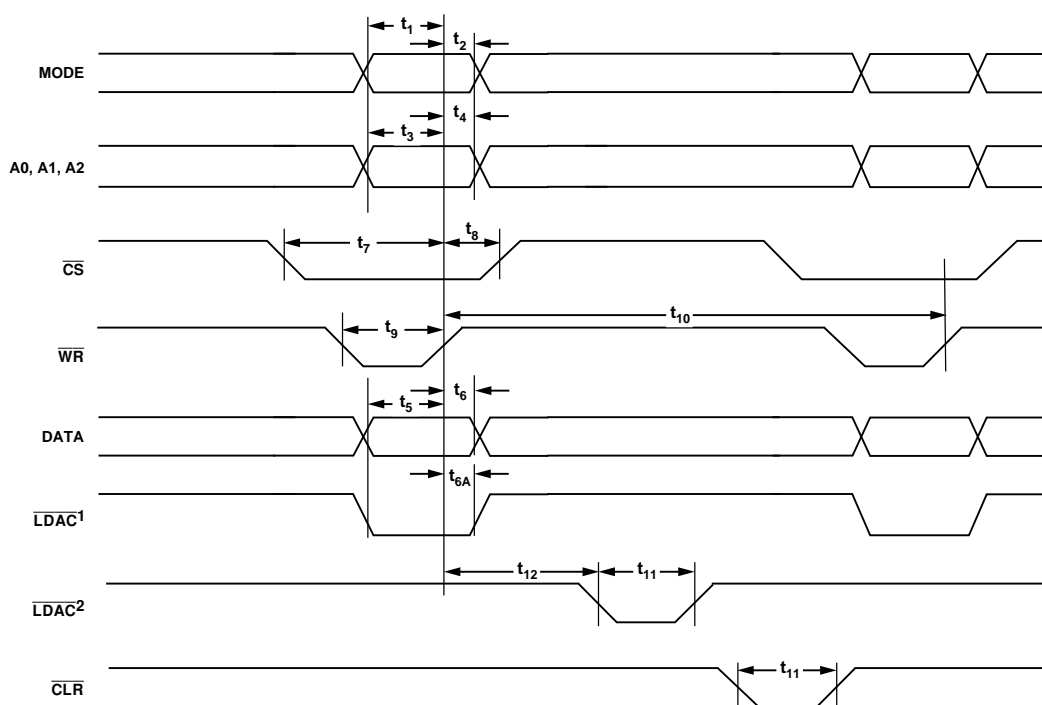 t1
t2
MODE
t4
t3
A0, A1, A2
t8
t7
CS
t10
t9
WR
t6
t5
DATA
t6A
LDAC1
t12 t11
LDAC2
t11
CLR